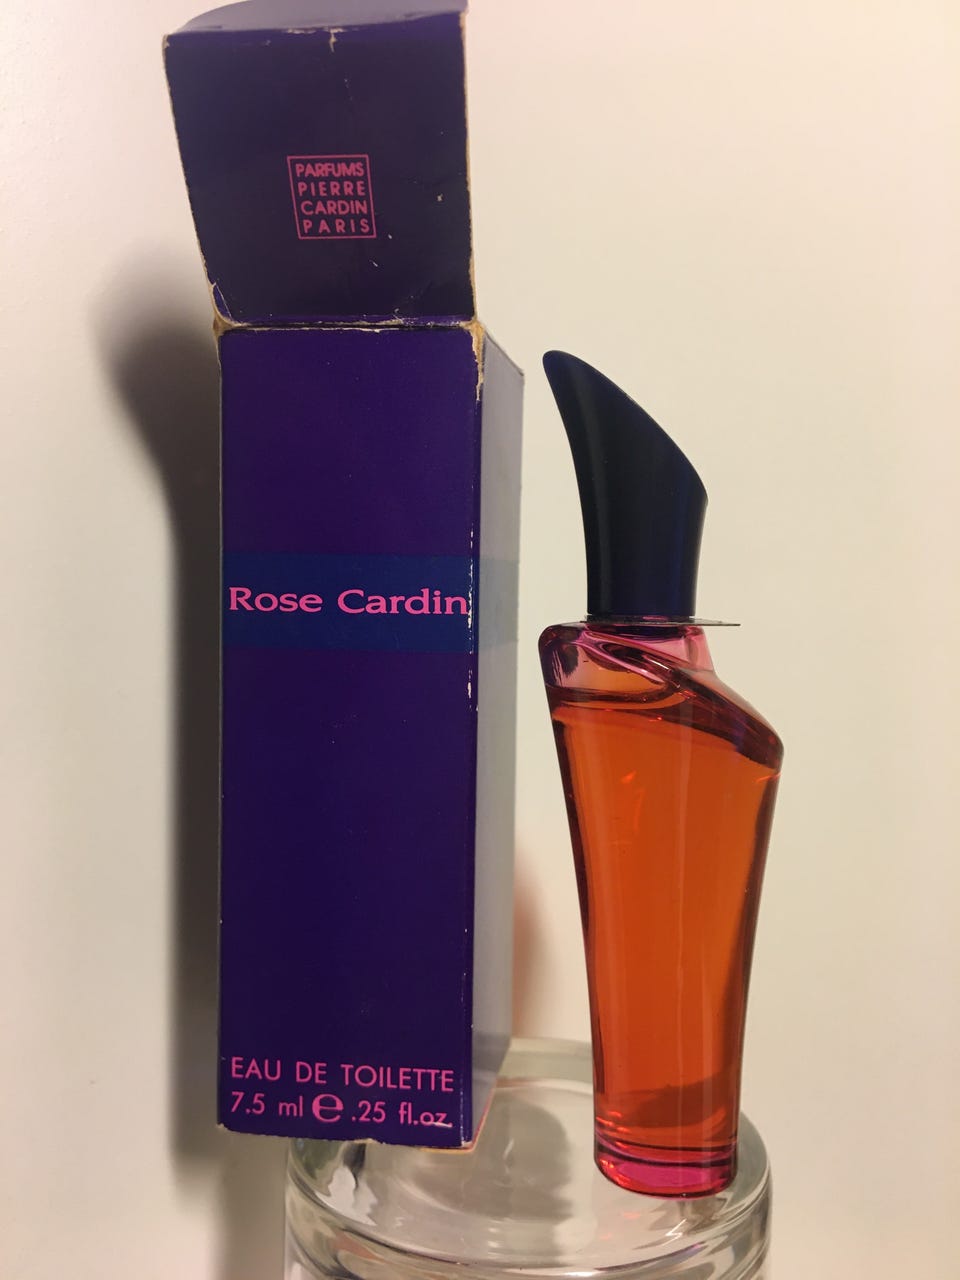 PARFUMS
PIERRE
CARDIN
PARIS
Rose Cardin
EAU DE TOILETTE
7.5 ml e .25 fl.oz.